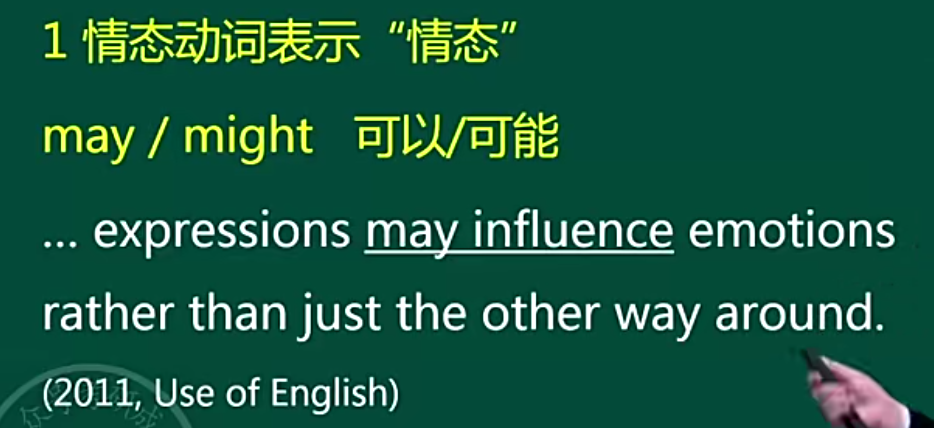 1 情态动词表示“情态”
may / might 可以/可能
... expressions may influence emotions
rather than just the other way around.
(2011, Use of English)